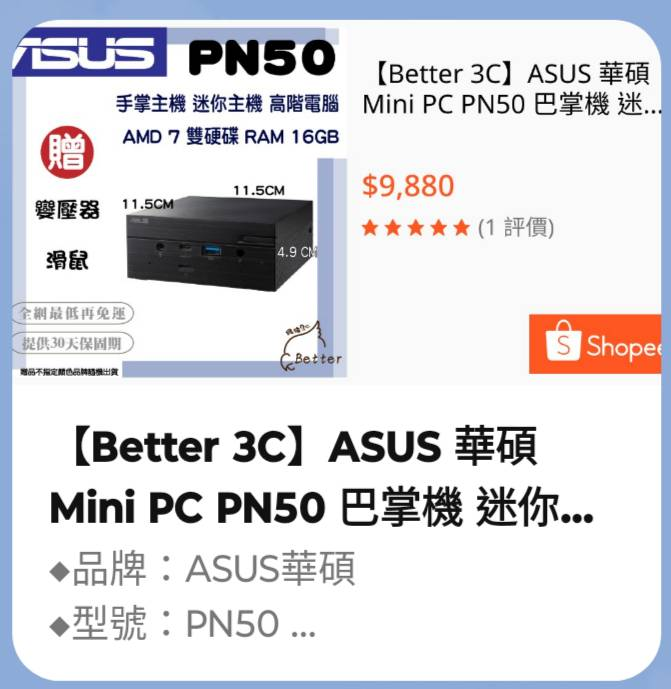 ASUS PN50
手掌主機 迷你主機 高階電腦
AMD 7 雙硬碟 RAM 16GB
贈
變壓器
滑鼠
11.5CM
11.5CM
4.9 CM
全網最低再免運
提供30天保固期
贈品不指定顏色品牌隨機出貨
Better
【Better 3C】ASUS 華碩
Mini PC PN50 巴掌機 迷...
$9,880
★★★★★ (1 評價)
Shopee
【Better 3C】ASUS 華碩
Mini PC PN50 巴掌機 迷你...
◆品牌：ASUS華碩
◆型號：PN50 ...